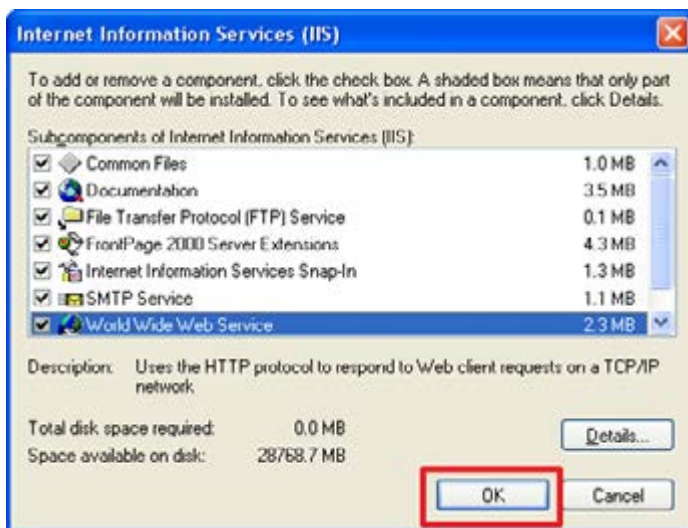 Internet Information Services (IIS)
To add or remove a component, click the check box. A shaded box means that only part
of the component will be installed. To see what's included in a component, click Details.
Subcomponents of Internet Information Services (IIS):
Common Files 1.0 MB
Documentation 3.5 MB
File Transfer Protocol (FTP) Service 0.1 MB
FrontPage 2000 Server Extensions 4.3 MB
Internet Information Services Snap-In 1.3 MB
SMTP Service 1.1 MB
World Wide Web Service 2.3 MB
Description: Uses the HTTP protocol to respond to Web client requests on a TCP/IP
network
Total disk space required: 0.0 MB
Details...
Space available on disk: 28768.7 MB
OK Cancel